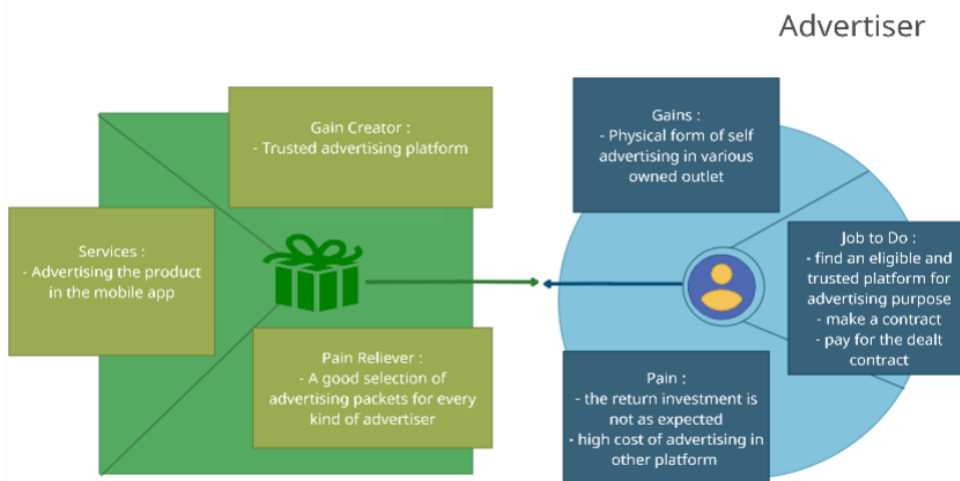 Advertiser
Gain Creator :
- Trusted advertising platform
Services :
- Advertising the product
in the mobile app
Pain Reliever :
- A good selection of
advertising packets for every
kind of advertiser
Gains :
- Physical form of self
advertising in various
owned outlet
Job to Do :
- find an eligible and
trusted platform for
advertising purpose
- make a contract
- pay for the dealt
contract
Pain :
- the return investment is
not as expected
- high cost of advertising in
other platform